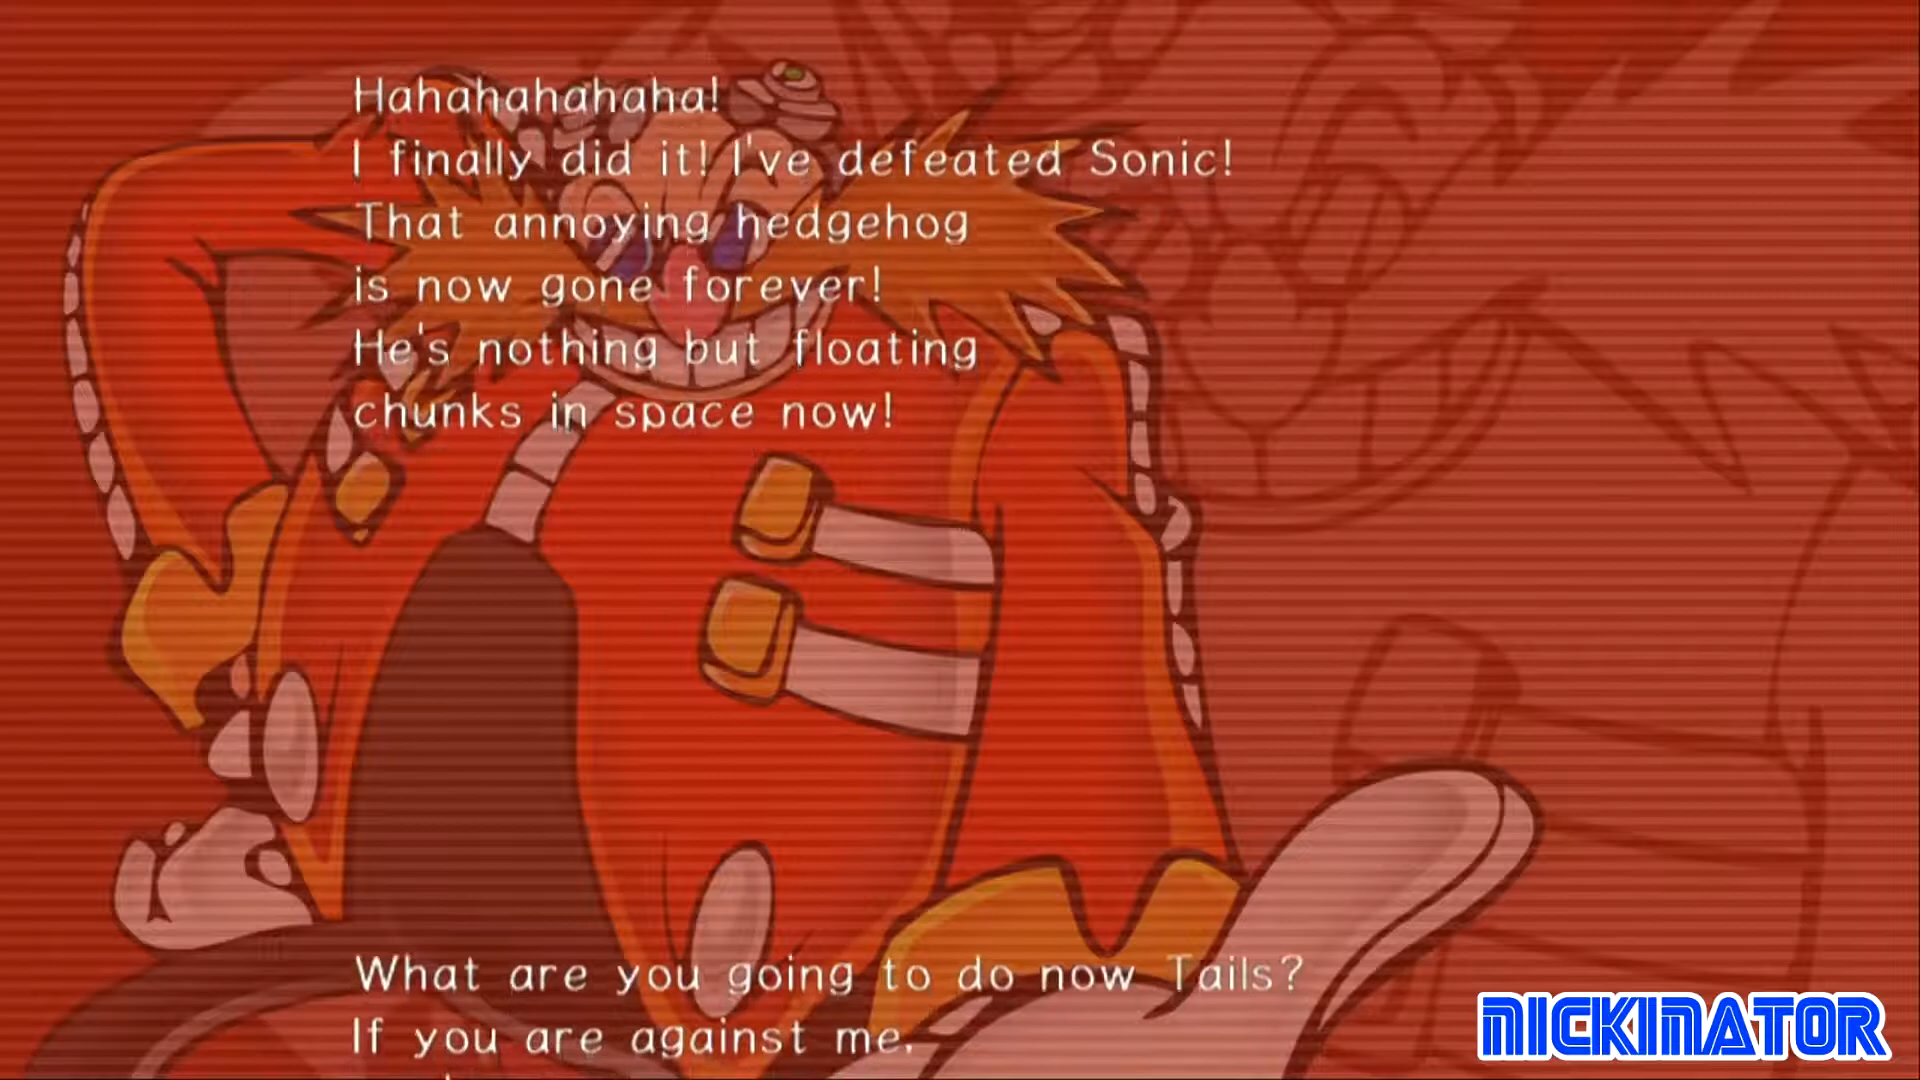 Hahahahahaha!
I finally did it! I've defeated Sonic!
That annoying hedgehog
is now gone forever!
He's nothing but floating
chunks in space now!
What are you going to do now Tails?
If you are against me,
NICKINATOR